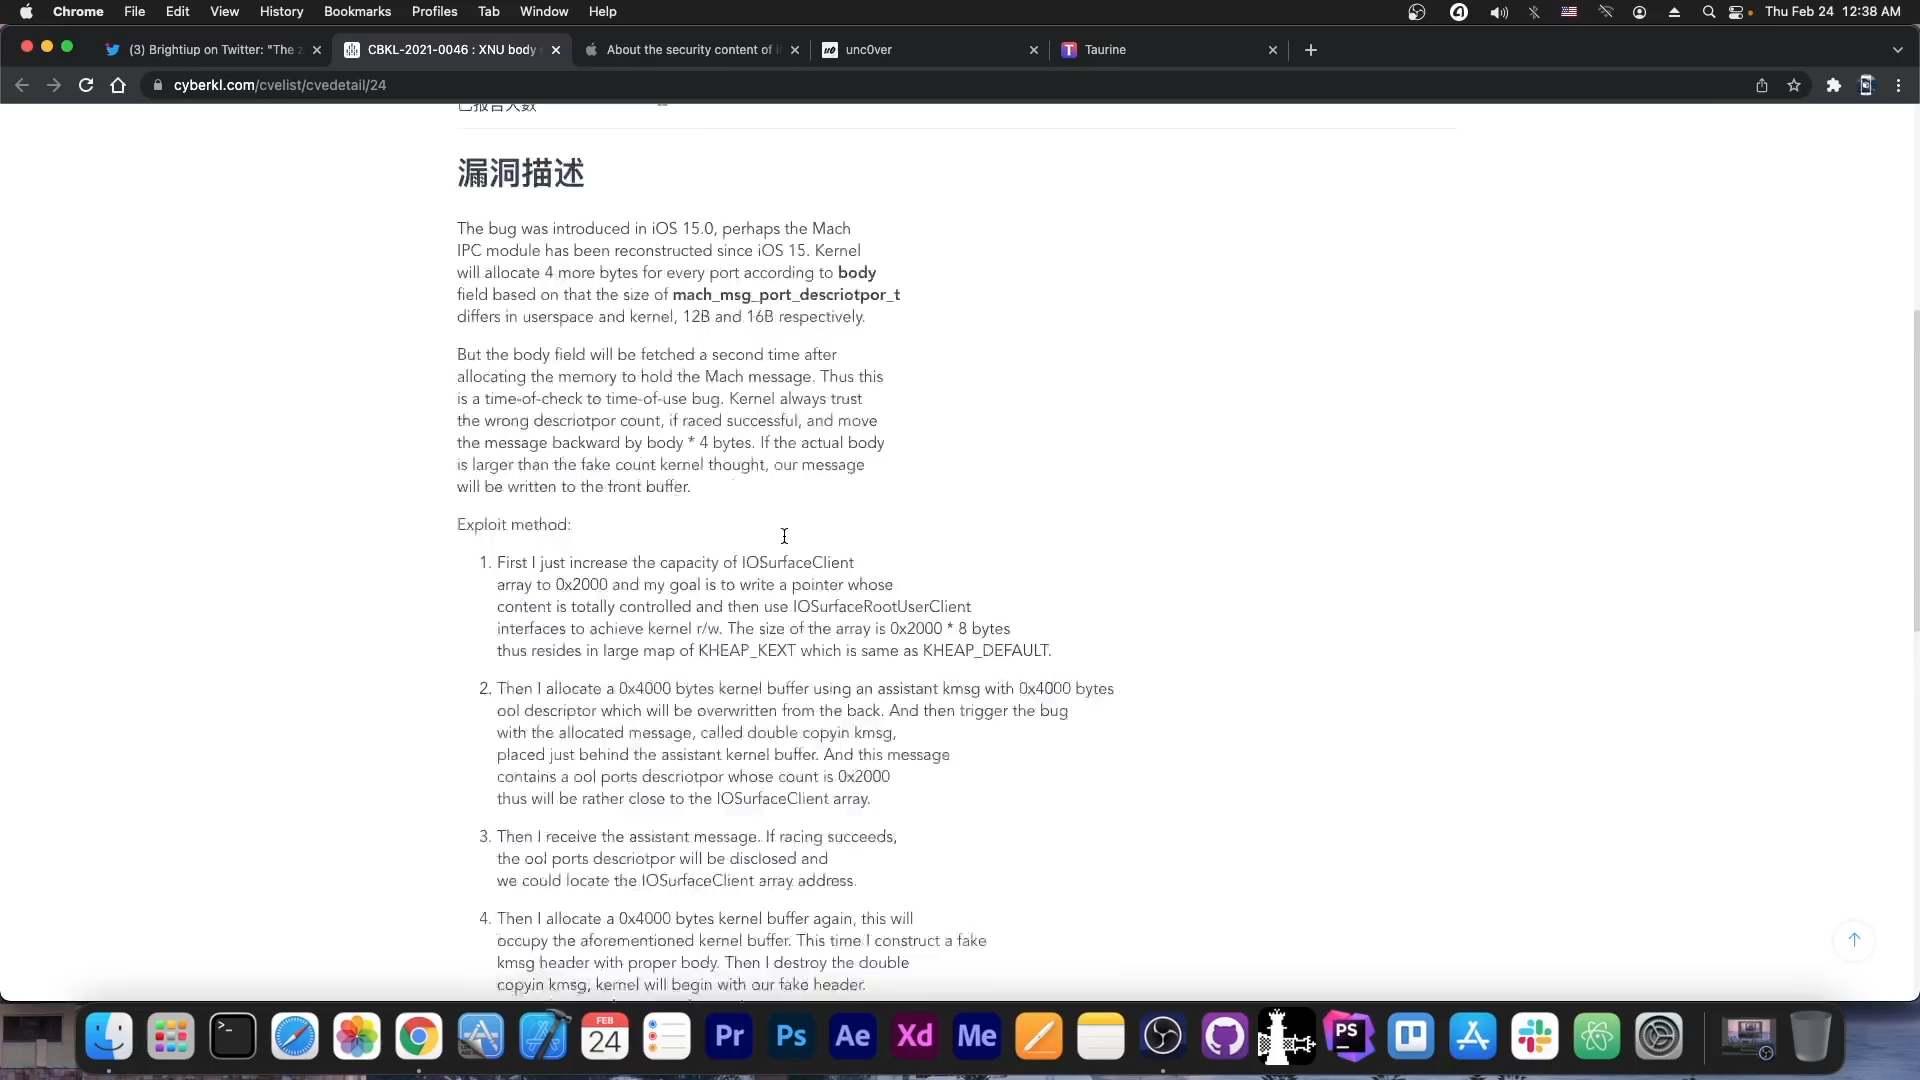 Chrome File Edit View History Bookmarks Profiles Tab Window Help
Thu Feb 24 12:38 AM
(3) Brightiup on Twitter: "The z
CBKL-2021-0046 : XNU body
About the security content of i
unc0ver
Taurine
cyberkl.com/cvelist/cvedetail/24
已报告人数
漏洞描述
The bug was introduced in iOS 15.0, perhaps the Mach
IPC module has been reconstructed since iOS 15. Kernel
will allocate 4 more bytes for every port according to body
field based on that the size of mach_msg_port_descriotpor_t
differs in userspace and kernel, 12B and 16B respectively.
But the body field will be fetched a second time after
allocating the memory to hold the Mach message. Thus this
is a time-of-check to time-of-use bug. Kernel always trust
the wrong descriotpor count, if raced successful, and move
the message backward by body * 4 bytes. If the actual body
is larger than the fake count kernel thought, our message
will be written to the front buffer.
Exploit method:
1. First I just increase the capacity of IOSurfaceClient
array to 0x2000 and my goal is to write a pointer whose
content is totally controlled and then use IOSurfaceRootUserClient
interfaces to achieve kernel r/w. The size of the array is 0x2000 * 8 bytes
thus resides in large map of KHEAP_KEXT which is same as KHEAP_DEFAULT.
2. Then I allocate a 0x4000 bytes kernel buffer using an assistant kmsg with 0x4000 bytes
ool descriptor which will be overwritten from the back. And then trigger the bug
with the allocated message, called double copyin kmsg,
placed just behind the assistant kernel buffer. And this message
contains a ool ports descriotpor whose count is 0x2000
thus will be rather close to the IOSurfaceClient array.
3. Then I receive the assistant message. If racing succeeds,
the ool ports descriotpor will be disclosed and
we could locate the IOSurfaceClient array address.
4. Then I allocate a 0x4000 bytes kernel buffer again, this will
occupy the aforementioned kernel buffer. This time I construct a fake
kmsg header with proper body. Then I destroy the double
copyin kmsg, kernel will begin with our fake header.
FEB
24
Pr Ps Ae Xd Me
PS